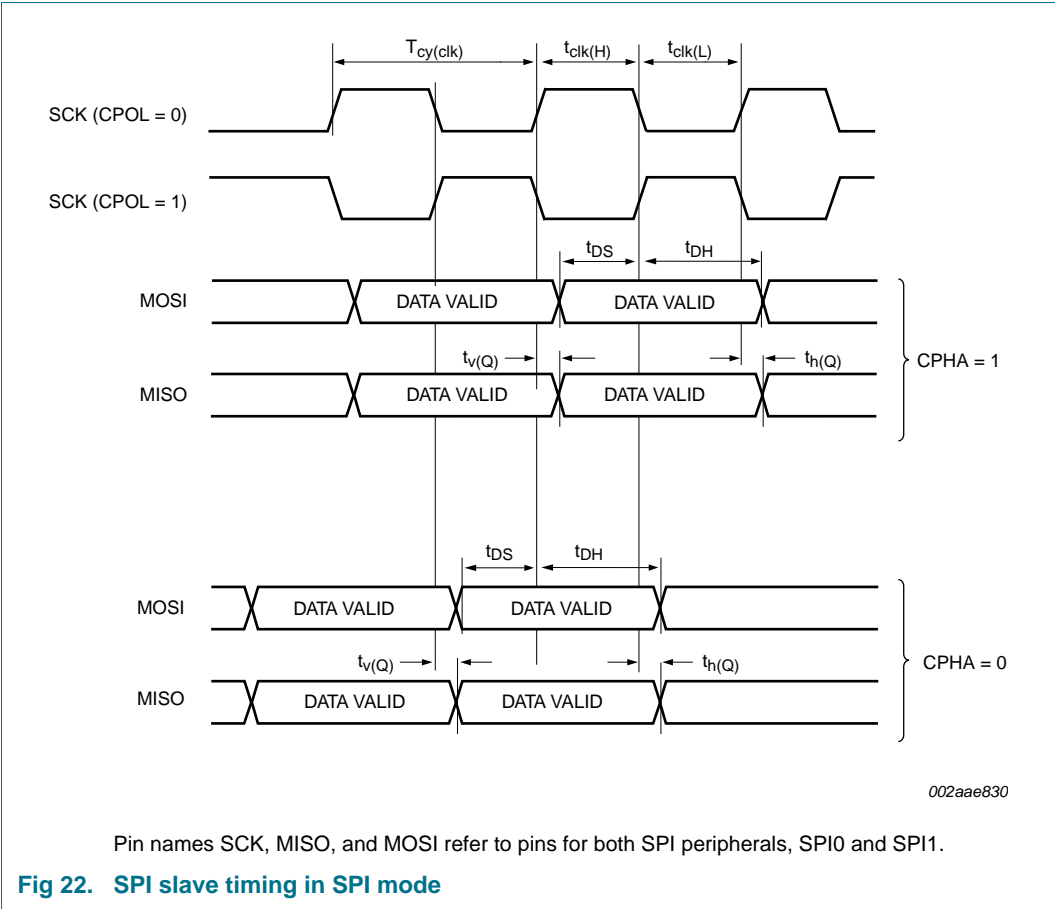 Tcy(clk) tclk(H) tclk(L)
SCK (CPOL = 0)
SCK (CPOL = 1)
tDS tDH
MOSI DATA VALID DATA VALID
tv(Q) th(Q)
CPHA = 1
MISO DATA VALID DATA VALID
tDS tDH
MOSI DATA VALID DATA VALID
tv(Q) th(Q)
CPHA = 0
MISO DATA VALID DATA VALID
002aae830
Pin names SCK, MISO, and MOSI refer to pins for both SPI peripherals, SPI0 and SPI1.
Fig 22. SPI slave timing in SPI mode